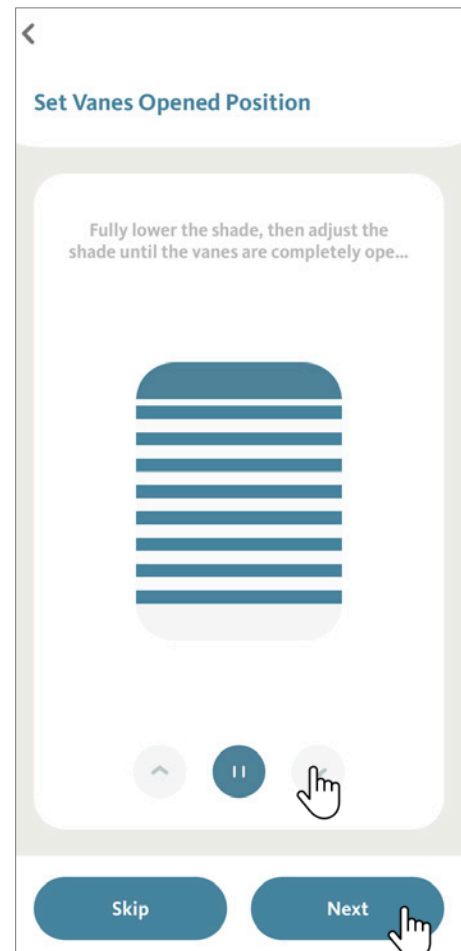 Set Vanes Opened Position
Fully lower the shade, then adjust the
shade until the vanes are completely ope...
Skip
Next